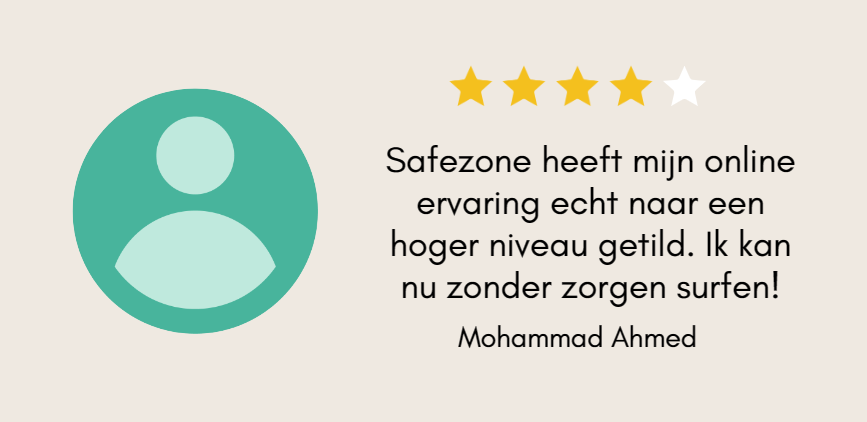 Safezone heeft mijn online
ervaring echt naar een
hoger niveau getild. Ik kan
nu zonder zorgen surfen!
Mohammad Ahmed